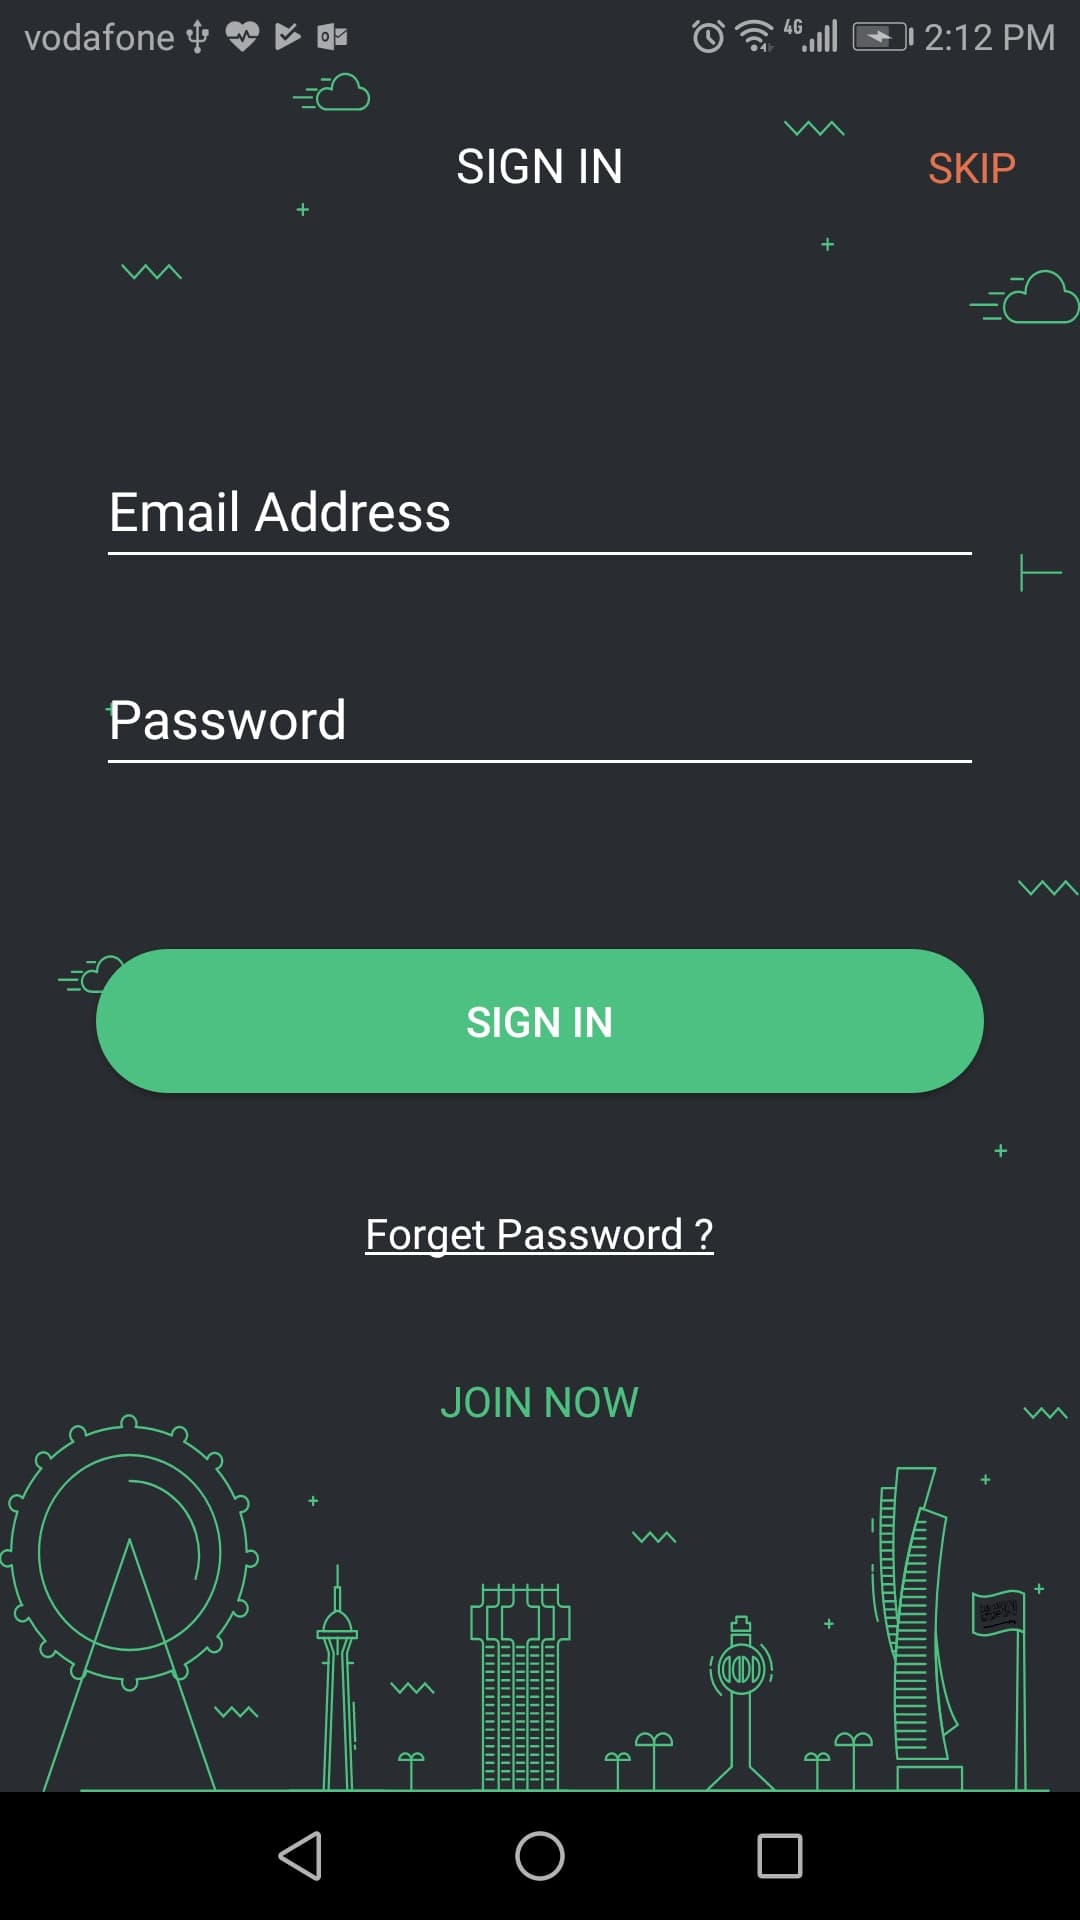 vodafone 4G 2:12 PM
SIGN IN
SKIP
Email Address
Password
SIGN IN
Forget Password ?
JOIN NOW